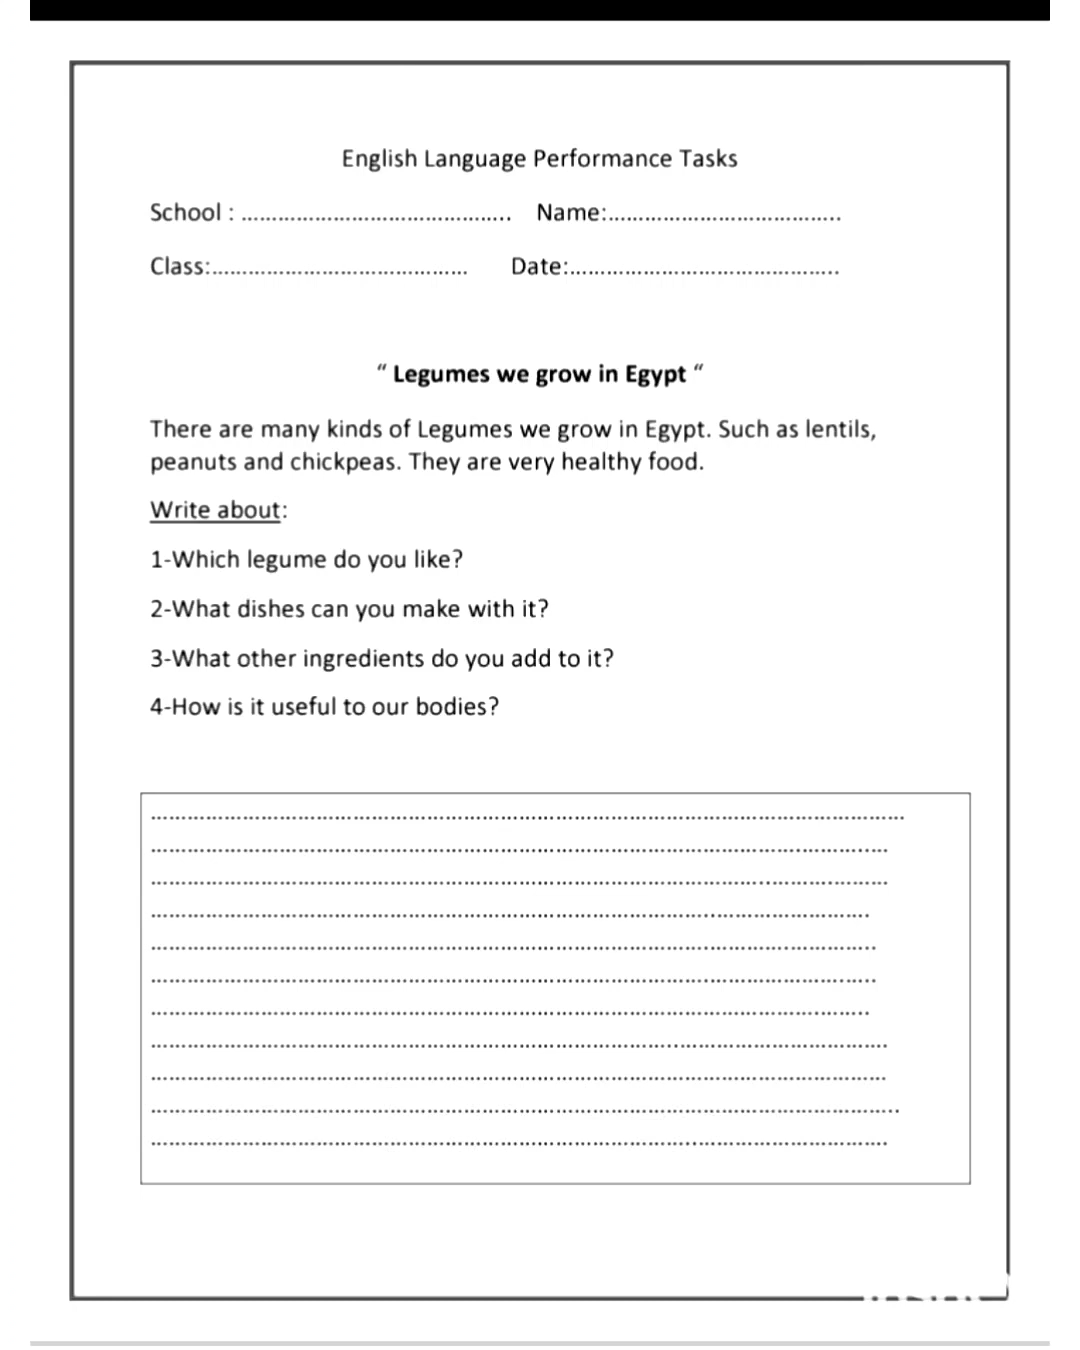 English Language Performance Tasks
School : ............................................ Name:......................................
Class:.......................................... Date:............................................
“ Legumes we grow in Egypt “
There are many kinds of Legumes we grow in Egypt. Such as lentils,
peanuts and chickpeas. They are very healthy food.
Write about:
1-Which legume do you like?
2-What dishes can you make with it?
3-What other ingredients do you add to it?
4-How is it useful to our bodies?